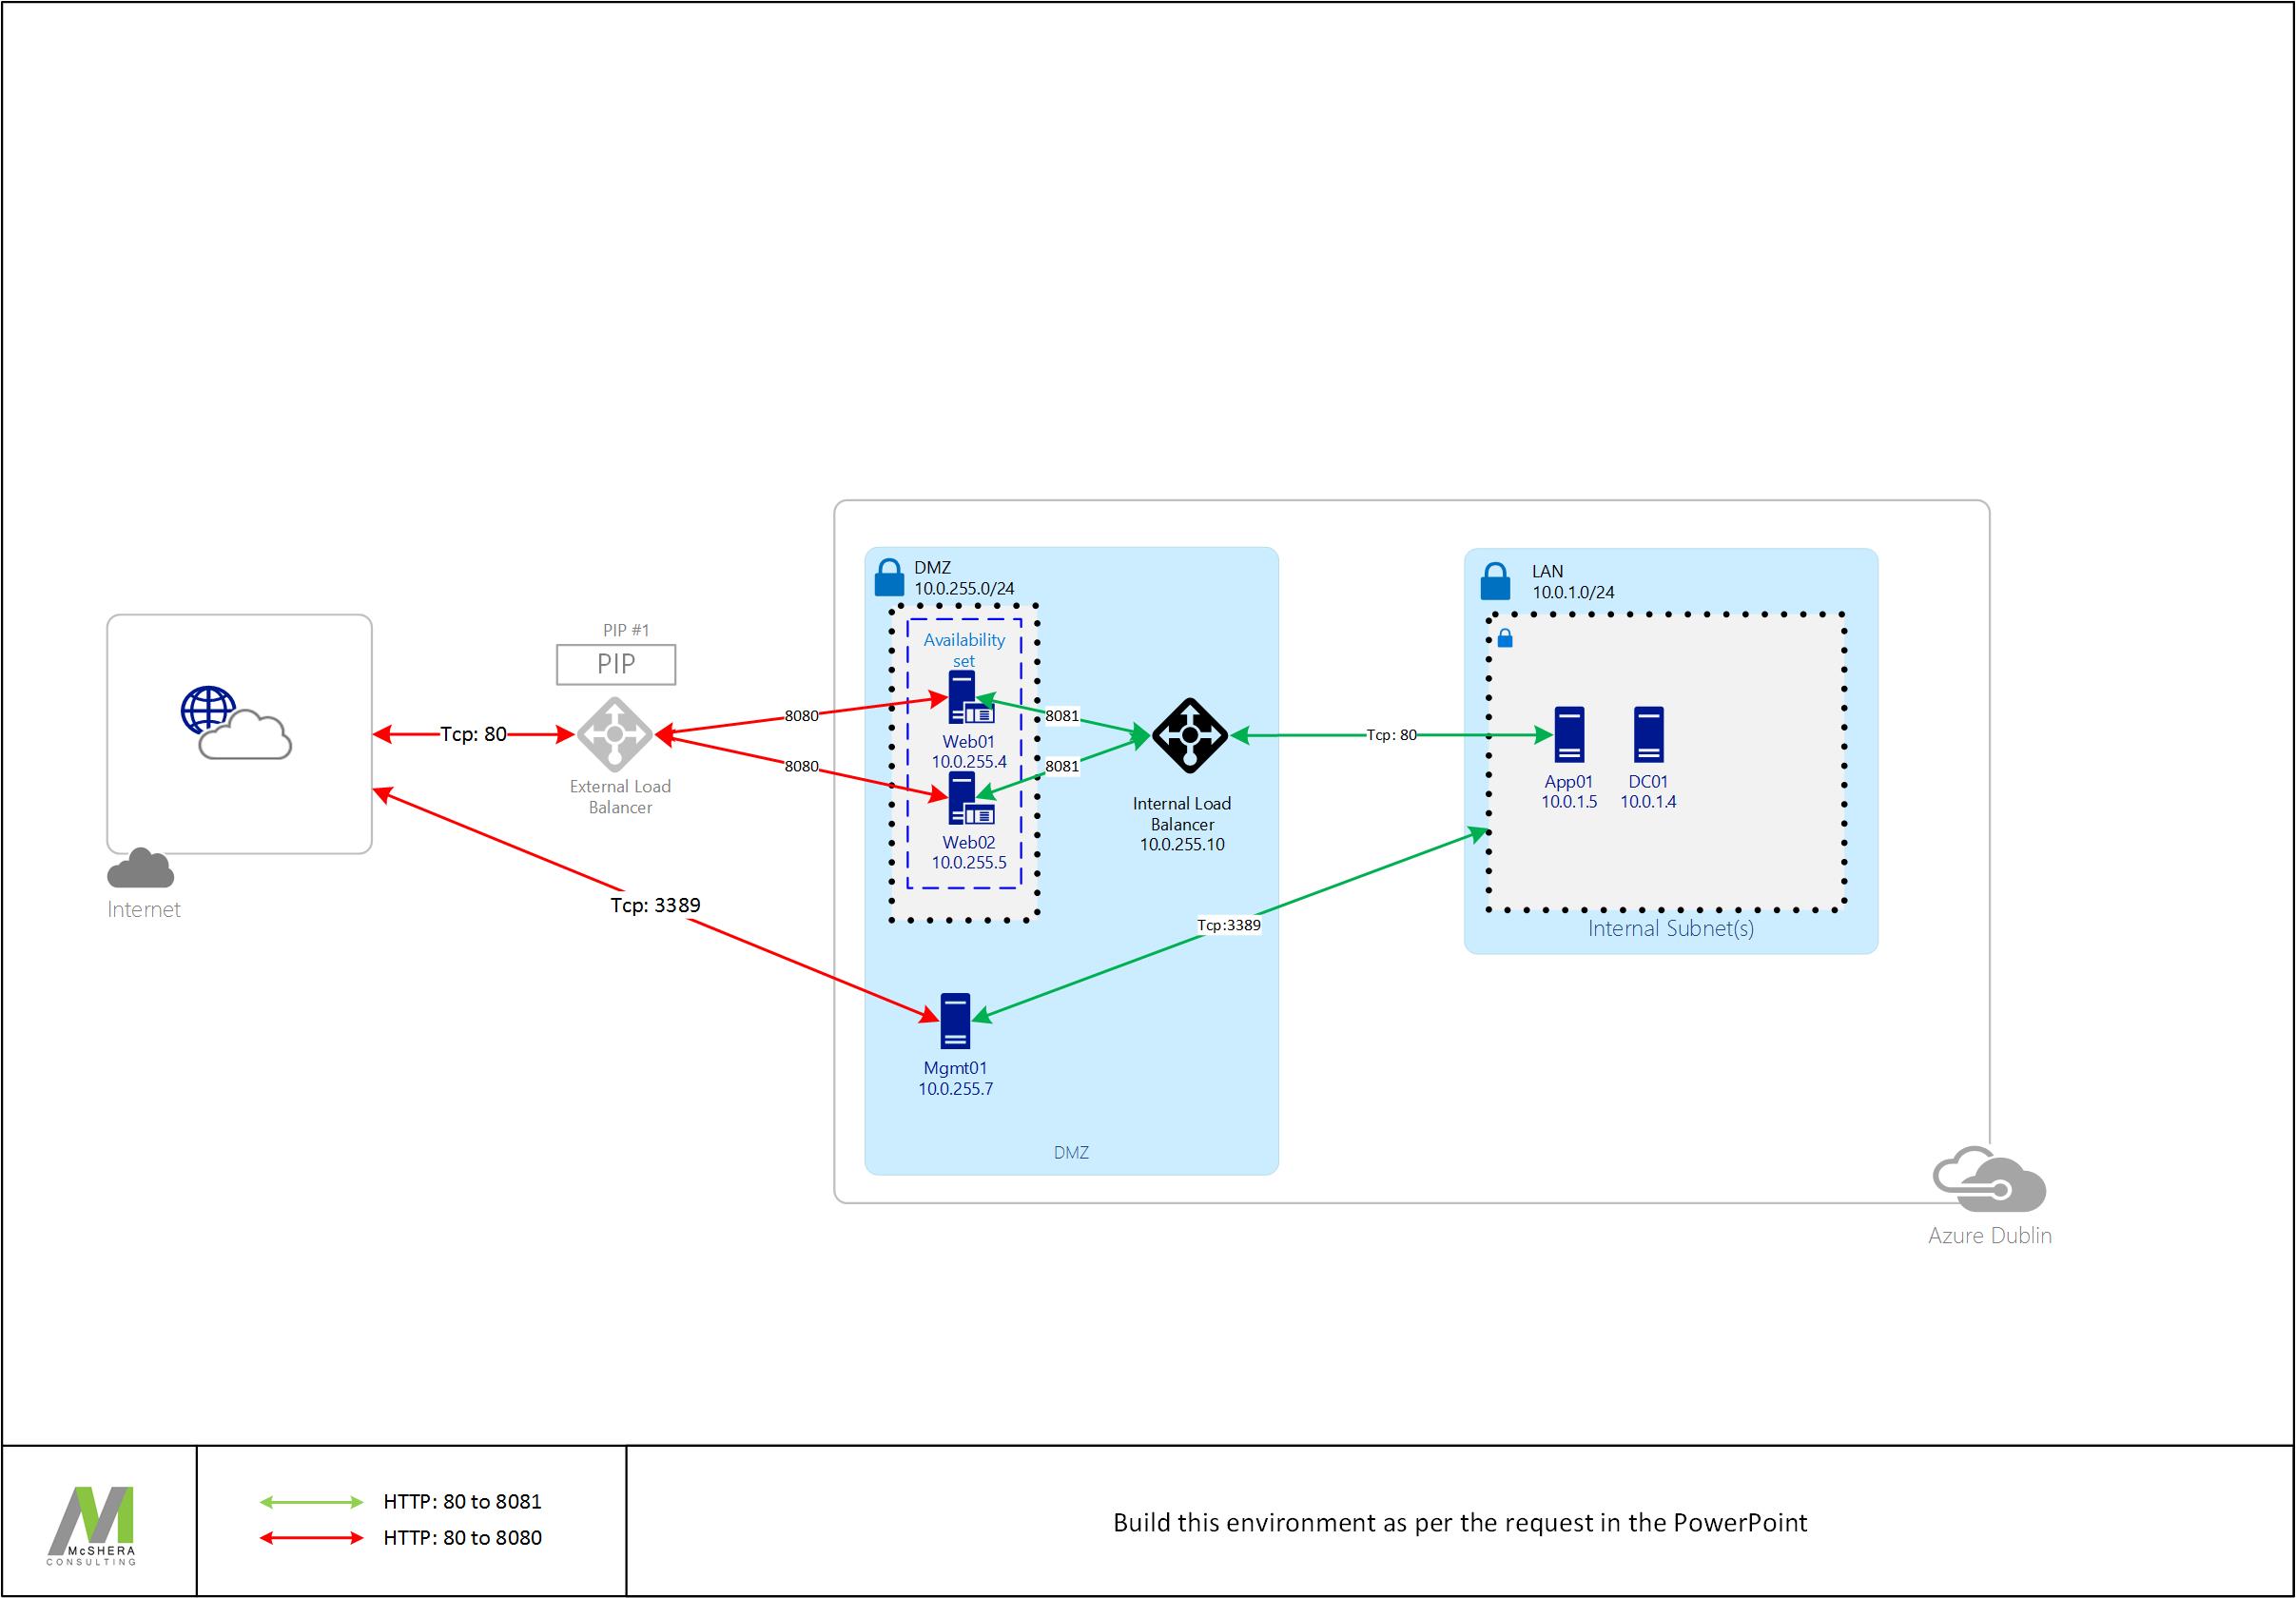 DMZ
10.0.255.0/24
LAN
10.0.1.0/24
PIP #1
PIP
Availability
set
8080
8081
Web01
10.0.255.4
Tcp: 80
Tcp: 80
8080
8081
External Load
Balancer
App01
10.0.1.5
DC01
10.0.1.4
Internal Load
Balancer
10.0.255.10
Web02
10.0.255.5
Internet
Tcp: 3389
Tcp:3389
Internal Subnet(s)
Mgmt01
10.0.255.7
DMZ
Azure Dublin
McSHERA
CONSULTING
HTTP: 80 to 8081
HTTP: 80 to 8080
Build this environment as per the request in the PowerPoint